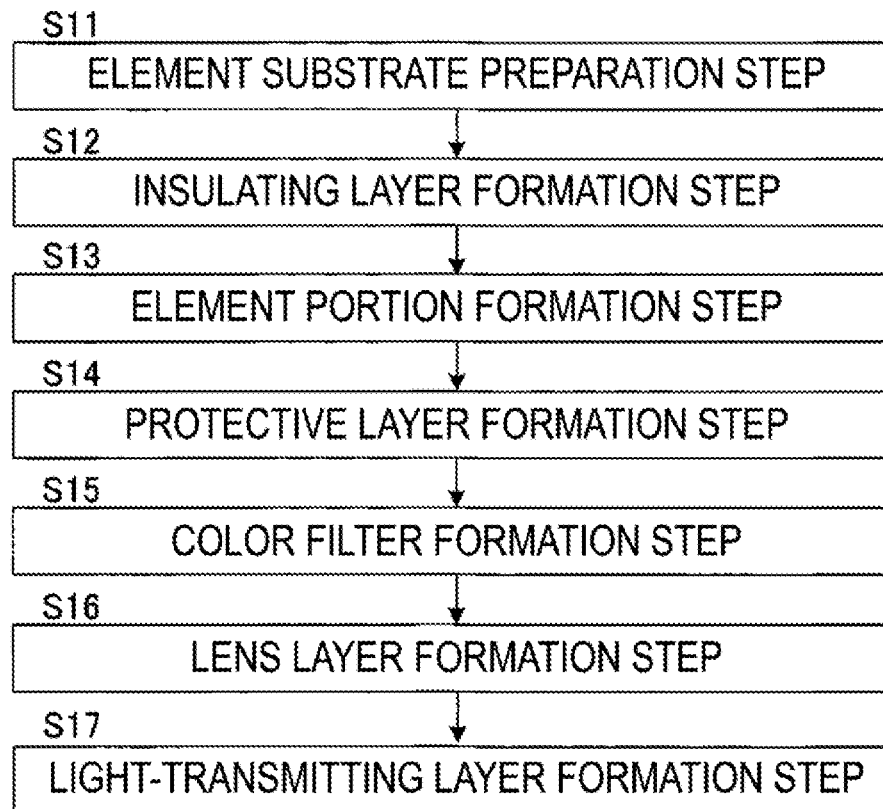 S11
ELEMENT SUBSTRATE PREPARATION STEP
S12
INSULATING LAYER FORMATION STEP
S13
ELEMENT PORTION FORMATION STEP
S14
PROTECTIVE LAYER FORMATION STEP
S15
COLOR FILTER FORMATION STEP
S16
LENS LAYER FORMATION STEP
S17
LIGHT-TRANSMITTING LAYER FORMATION STEP